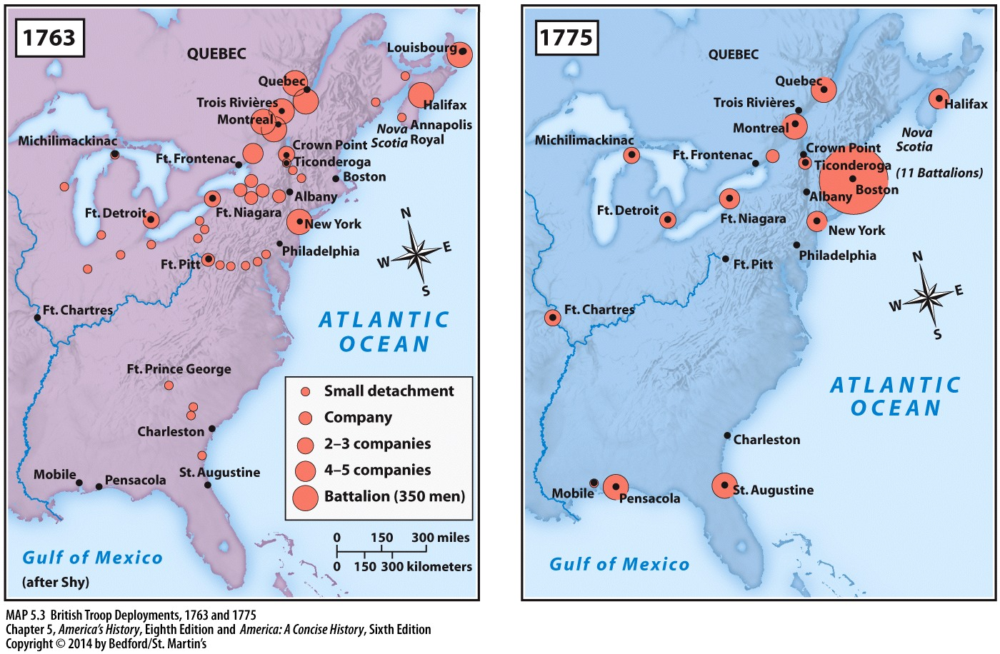 1763
QUEBEC
Louisbourg
Quebec
Trois Rivières
Halifax
Montreal
Annapolis
Royal
Nova
Scotia
Michilimackinac
Crown Point
Ft. Frontenac
Ticonderoga
Boston
Albany
Ft. Detroit
Ft. Niagara
New York
N
E
W
S
Philadelphia
Ft. Pitt
Ft. Chartres
ATLANTIC
OCEAN
Ft. Prince George
Charleston
St. Augustine
Mobile
Pensacola
Small detachment
Company
2–3 companies
4–5 companies
Battalion (350 men)
0 150 300 miles
0 150 300 kilometers
Gulf of Mexico
(after Shy)
1775
QUEBEC
Quebec
Halifax
Trois Rivières
Montreal
Nova
Scotia
Michilimackinac
Crown Point
Ft. Frontenac
Ticonderoga
(11 Battalions)
Boston
Albany
Ft. Detroit
Ft. Niagara
New York
Philadelphia
Ft. Pitt
N
E
W
S
Ft. Chartres
ATLANTIC
OCEAN
Charleston
St. Augustine
Mobile
Pensacola
Gulf of Mexico
MAP 5.3 British Troop Deployments, 1763 and 1775
Chapter 5, America's History, Eighth Edition and America: A Concise History, Sixth Edition
Copyright © 2014 by Bedford/St. Martin's